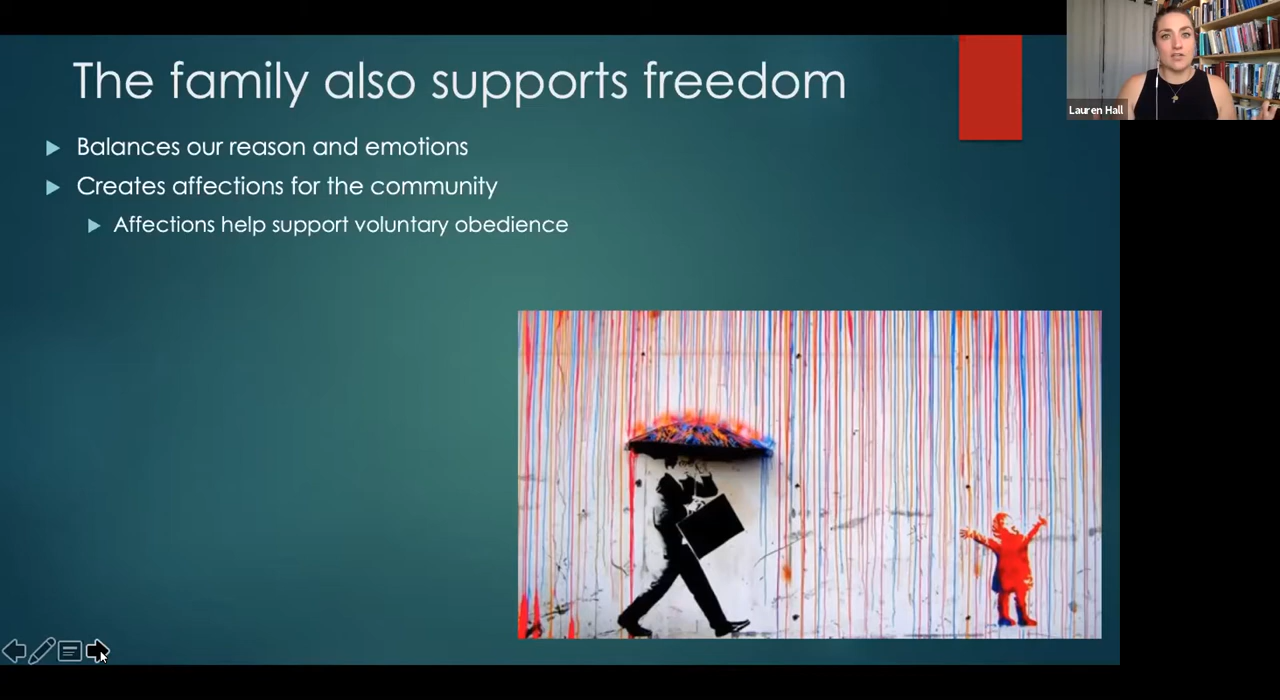 The family also supports freedom
Balances our reason and emotions
Creates affections for the community
Affections help support voluntary obedience
Lauren Hall